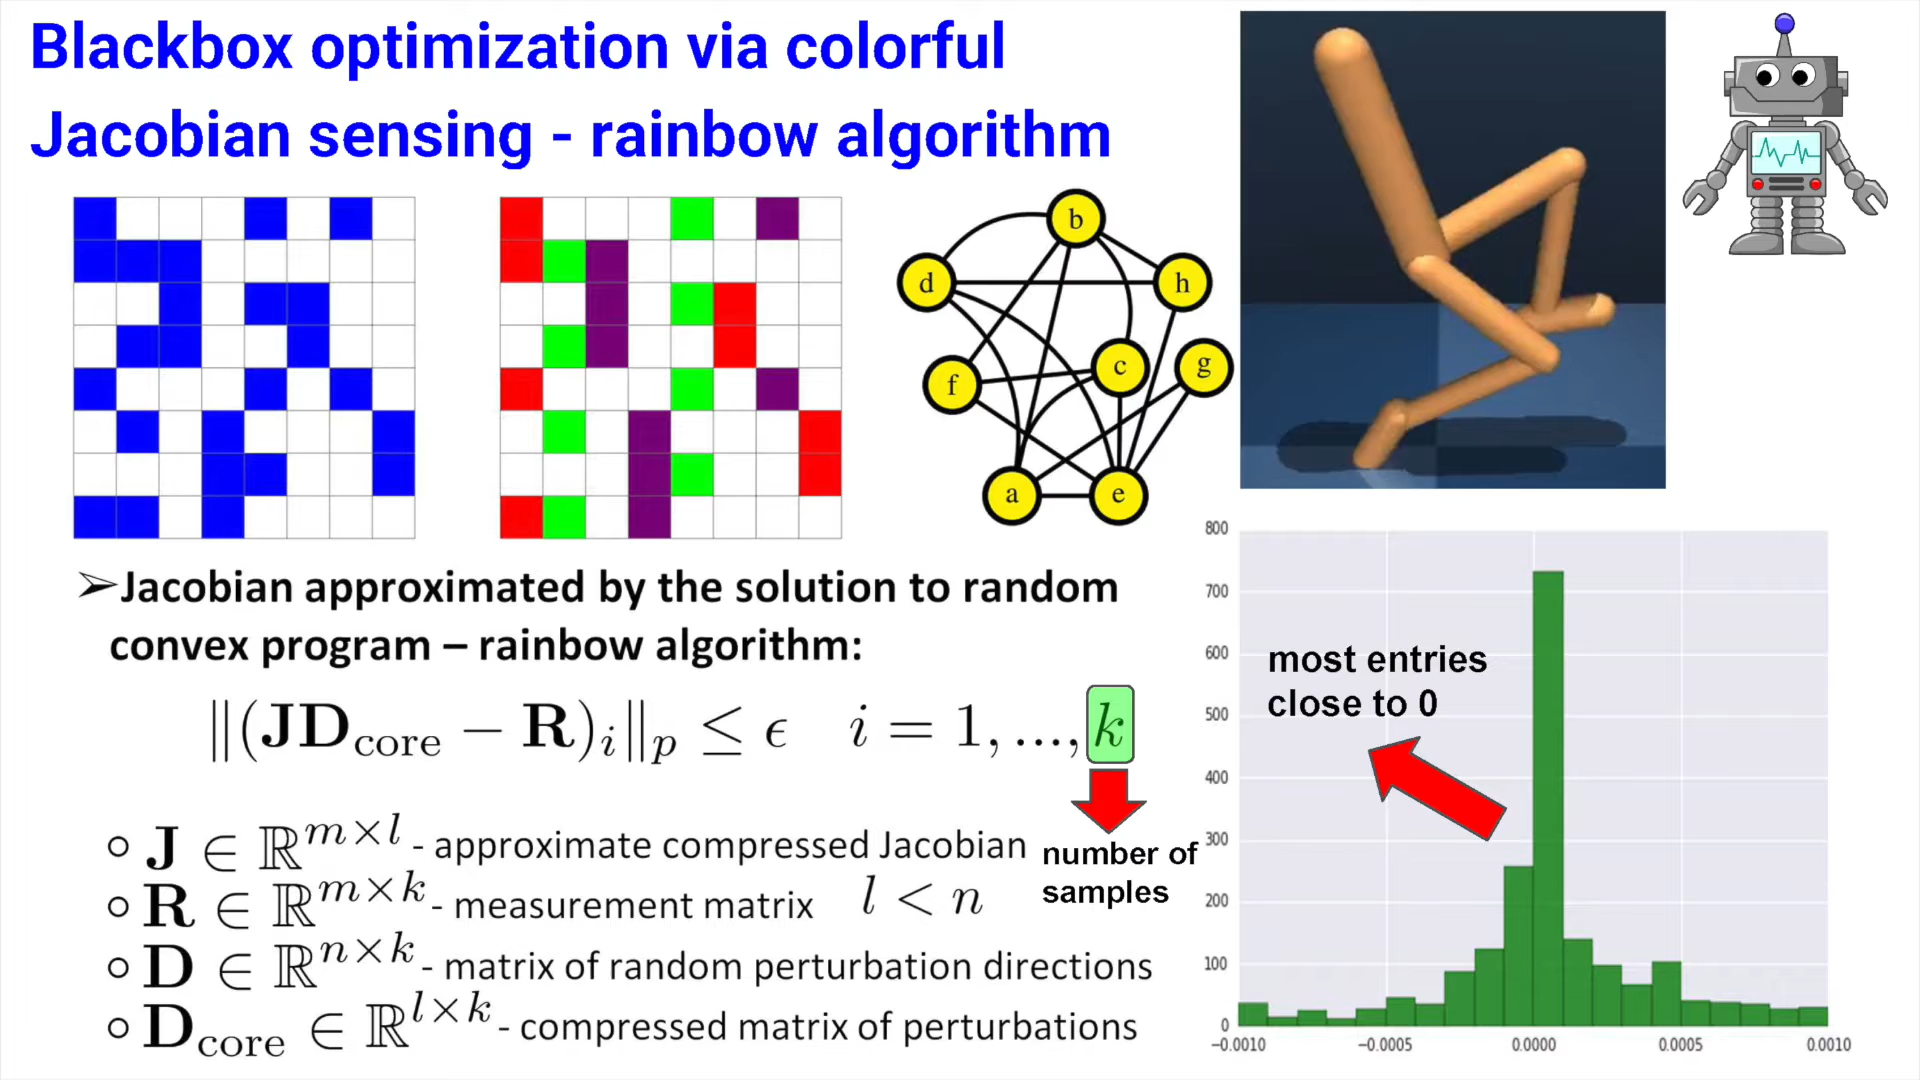 Blackbox optimization via colorful
Jacobian sensing - rainbow algorithm
b
d
h
f
c
g
a
e
➢Jacobian approximated by the solution to random
convex program – rainbow algorithm:
‖(JD_core − R)_i‖_p ≤ ϵ   i = 1, ..., k
○ J ∈ ℝ^{m×l} - approximate compressed Jacobian
○ R ∈ ℝ^{m×k} - measurement matrix   l < n
○ D ∈ ℝ^{n×k} - matrix of random perturbation directions
○ D_core ∈ ℝ^{l×k} - compressed matrix of perturbations
number of
samples
most entries
close to 0
800
700
600
500
400
300
200
100
0
−0.0010 −0.0005 0.0000 0.0005 0.0010